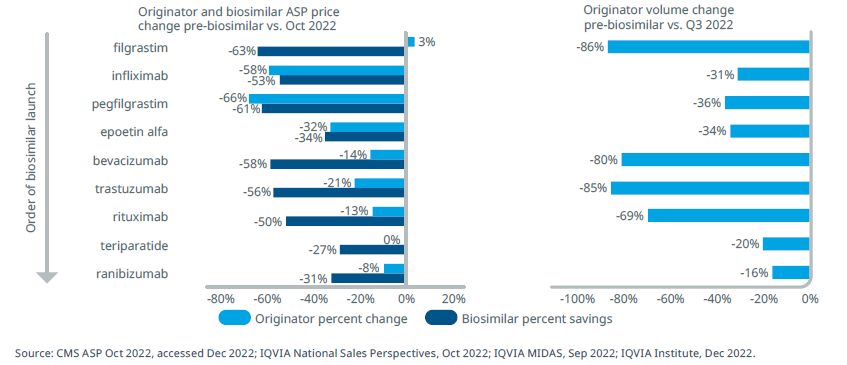 Originator and biosimilar ASP price
change pre-biosimilar vs. Oct 2022
Originator volume change
pre-biosimilar vs. Q3 2022
Order of biosimilar launch
filgrastim
3%
-63%
-86%
infliximab
-58%
-53%
-31%
pegfilgrastim
-66%
-61%
-36%
epoetin alfa
-32%
-34%
-34%
bevacizumab
-14%
-58%
-80%
trastuzumab
-21%
-56%
-85%
rituximab
-13%
-50%
-69%
teriparatide
0%
-27%
-20%
ranibizumab
-8%
-31%
-16%
-80% -60% -40% -20% 0% 20%
-100% -80% -60% -40% -20% 0%
Originator percent change
Biosimilar percent savings
Source: CMS ASP Oct 2022, accessed Dec 2022; IQVIA National Sales Perspectives, Oct 2022; IQVIA MIDAS, Sep 2022; IQVIA Institute, Dec 2022.